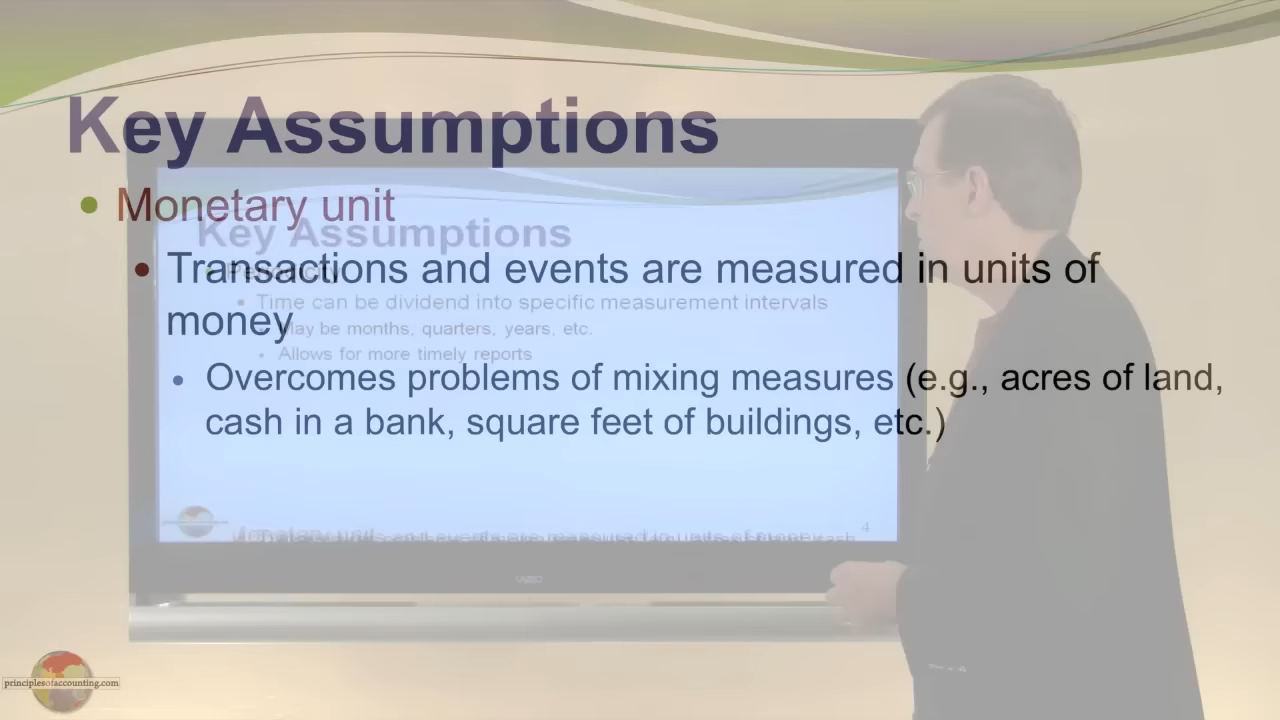 Key Assumptions
• Monetary unit
• Transactions and events are measured in units of
money
• Overcomes problems of mixing measures (e.g., acres of land,
cash in a bank, square feet of buildings, etc.)
Key Assumptions
• Periodicity
• Time can be dividend into specific measurement intervals
May be months, quarters, years, etc.
• Allows for more timely reports
4
principlesofaccounting.com